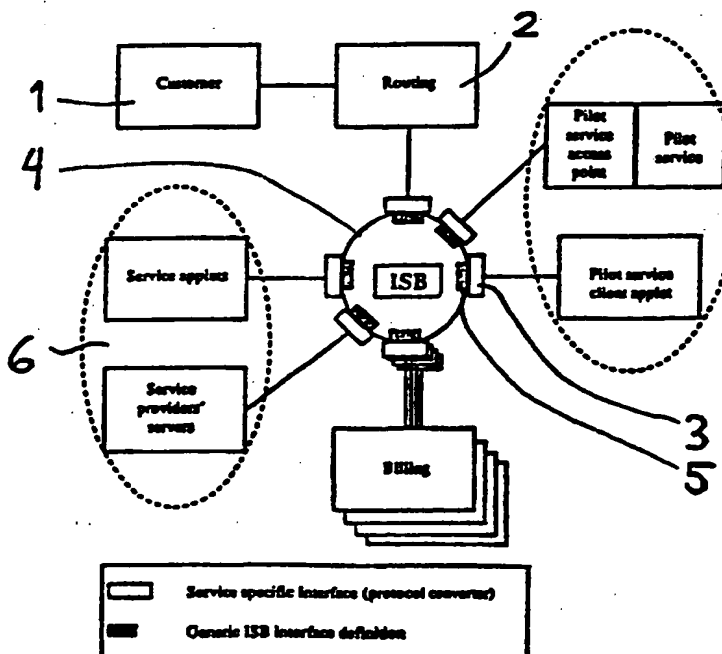 2
Customer
Routing
1
Pilot
service
access
point
Pilot
service
4
Service applets
ISB
Pilot service
client applet
6
Service
providers'
servers
3
5
Billing
Service specific interface (protocol converter)
Generic ISB interface definition